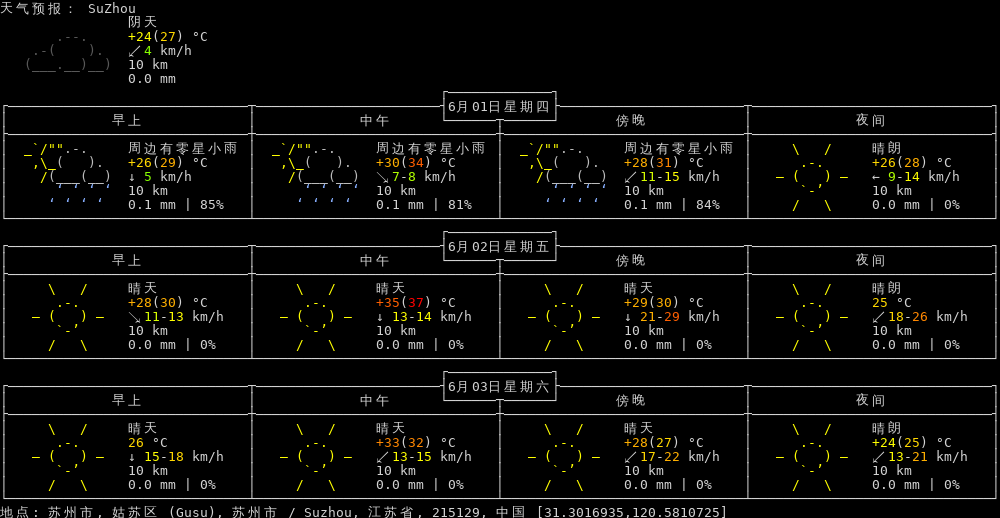 天气预报： SuZhou
阴天
+24(27) °C
↙4 km/h
10 km
0.0 mm
6月01日星期四
早上 中午 傍晚 夜间
周边有零星小雨 周边有零星小雨 周边有零星小雨 晴朗
+26(29) °C +30(34) °C +28(31) °C +26(28) °C
↓ 5 km/h ↘7-8 km/h ↙11-15 km/h ← 9-14 km/h
10 km 10 km 10 km 10 km
0.1 mm | 85% 0.1 mm | 81% 0.1 mm | 84% 0.0 mm | 0%
6月02日星期五
早上 中午 傍晚 夜间
晴天 晴天 晴天 晴朗
+28(30) °C +35(37) °C +29(30) °C 25 °C
↘11-13 km/h ↓ 13-14 km/h ↓ 21-29 km/h ↙18-26 km/h
10 km 10 km 10 km 10 km
0.0 mm | 0% 0.0 mm | 0% 0.0 mm | 0% 0.0 mm | 0%
6月03日星期六
早上 中午 傍晚 夜间
晴天 晴天 晴天 晴朗
26 °C +33(32) °C +28(27) °C +24(25) °C
↓ 15-18 km/h ↙13-15 km/h ↙17-22 km/h ↙13-21 km/h
10 km 10 km 10 km 10 km
0.0 mm | 0% 0.0 mm | 0% 0.0 mm | 0% 0.0 mm | 0%
地点: 苏州市, 姑苏区 (Gusu), 苏州市 / Suzhou, 江苏省, 215129, 中国 [31.3016935,120.5810725]